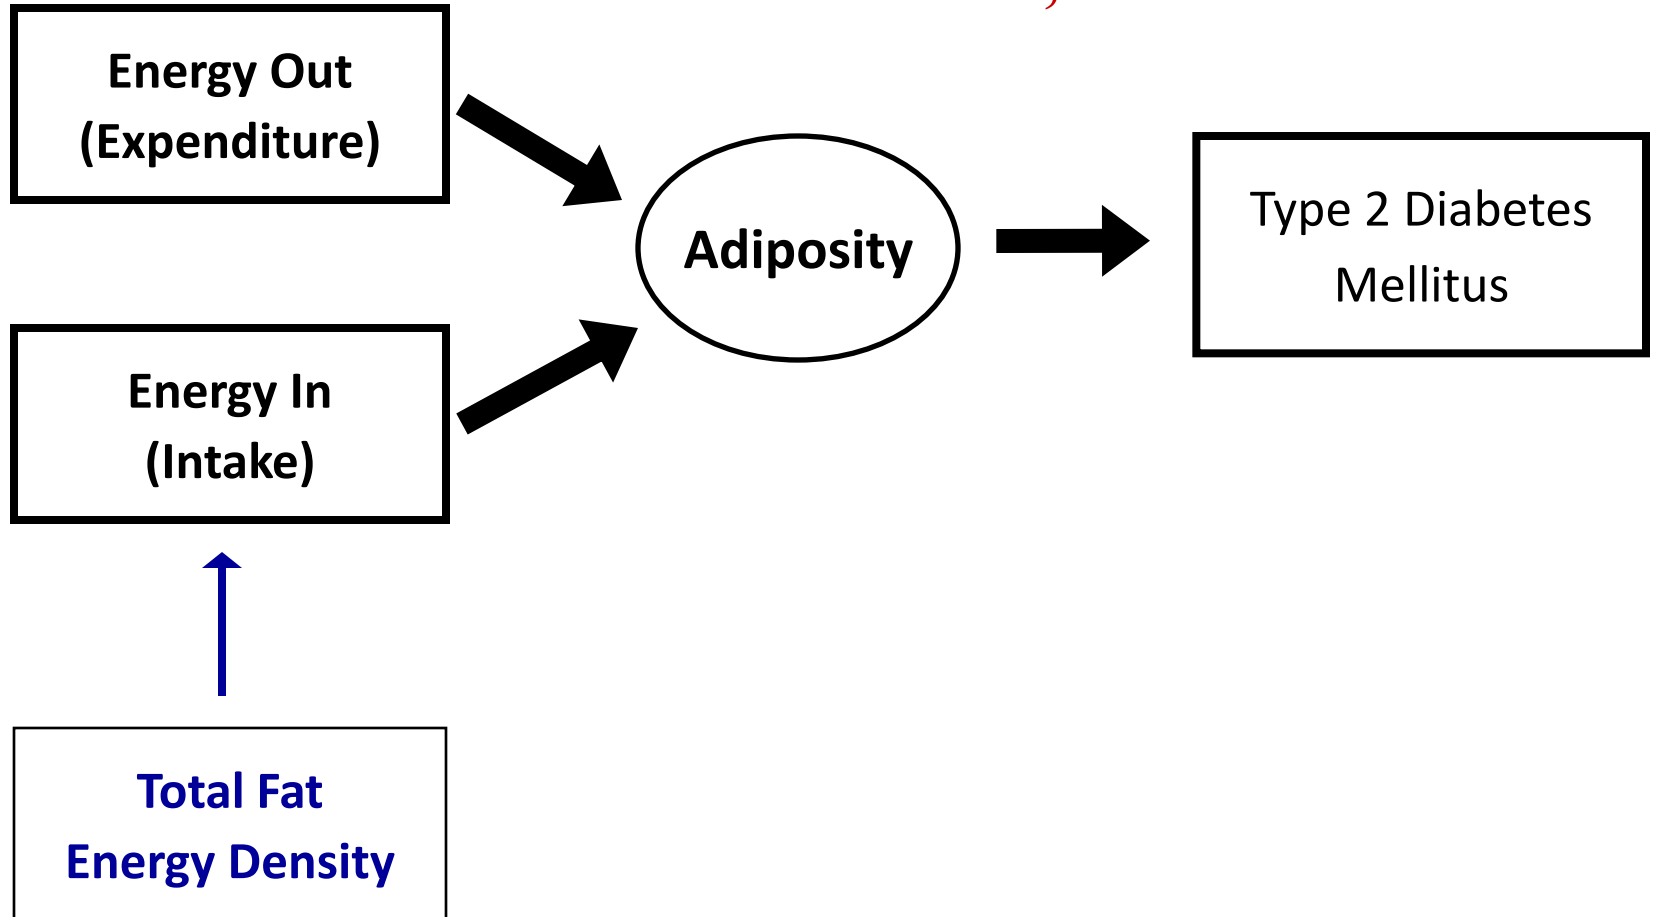 Energy Out
(Expenditure)
Adiposity
Type 2 Diabetes
Mellitus
Energy In
(Intake)
Total Fat
Energy Density